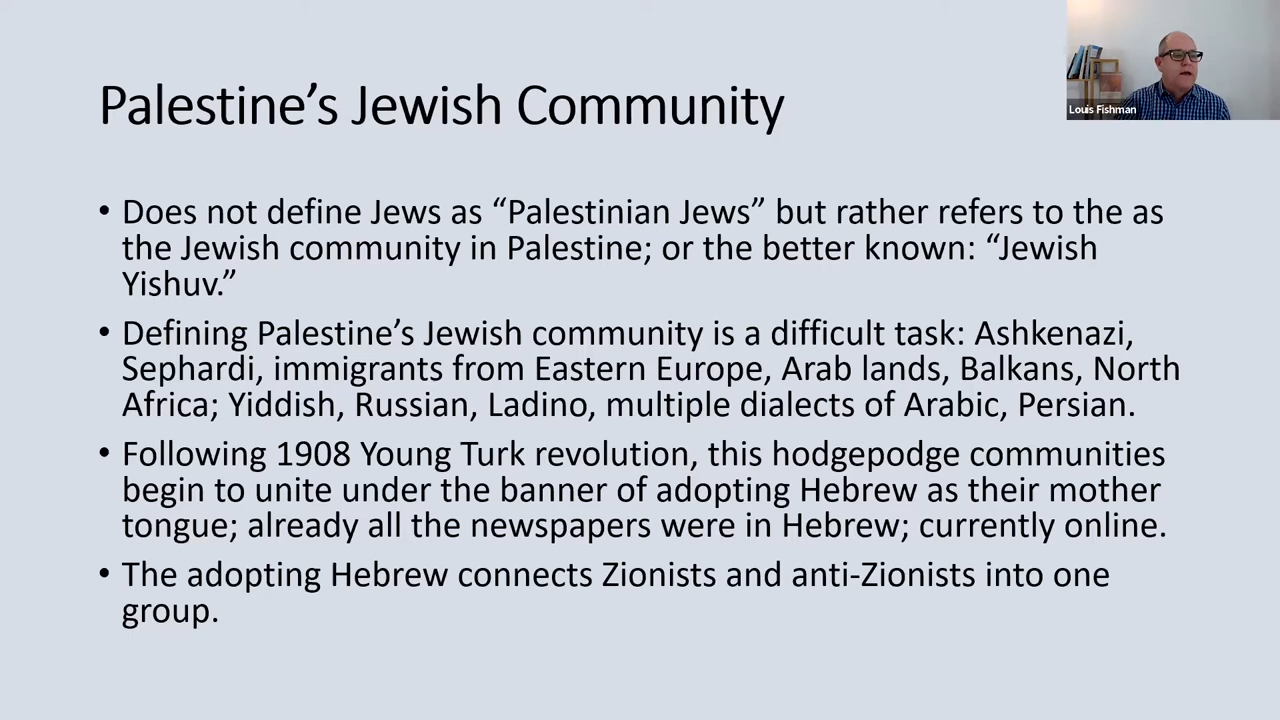 Palestine’s Jewish Community
Louis Fishman
• Does not define Jews as “Palestinian Jews” but rather refers to the as
the Jewish community in Palestine; or the better known: “Jewish
Yishuv.”
• Defining Palestine’s Jewish community is a difficult task: Ashkenazi,
Sephardi, immigrants from Eastern Europe, Arab lands, Balkans, North
Africa; Yiddish, Russian, Ladino, multiple dialects of Arabic, Persian.
• Following 1908 Young Turk revolution, this hodgepodge communities
begin to unite under the banner of adopting Hebrew as their mother
tongue; already all the newspapers were in Hebrew; currently online.
• The adopting Hebrew connects Zionists and anti-Zionists into one
group.